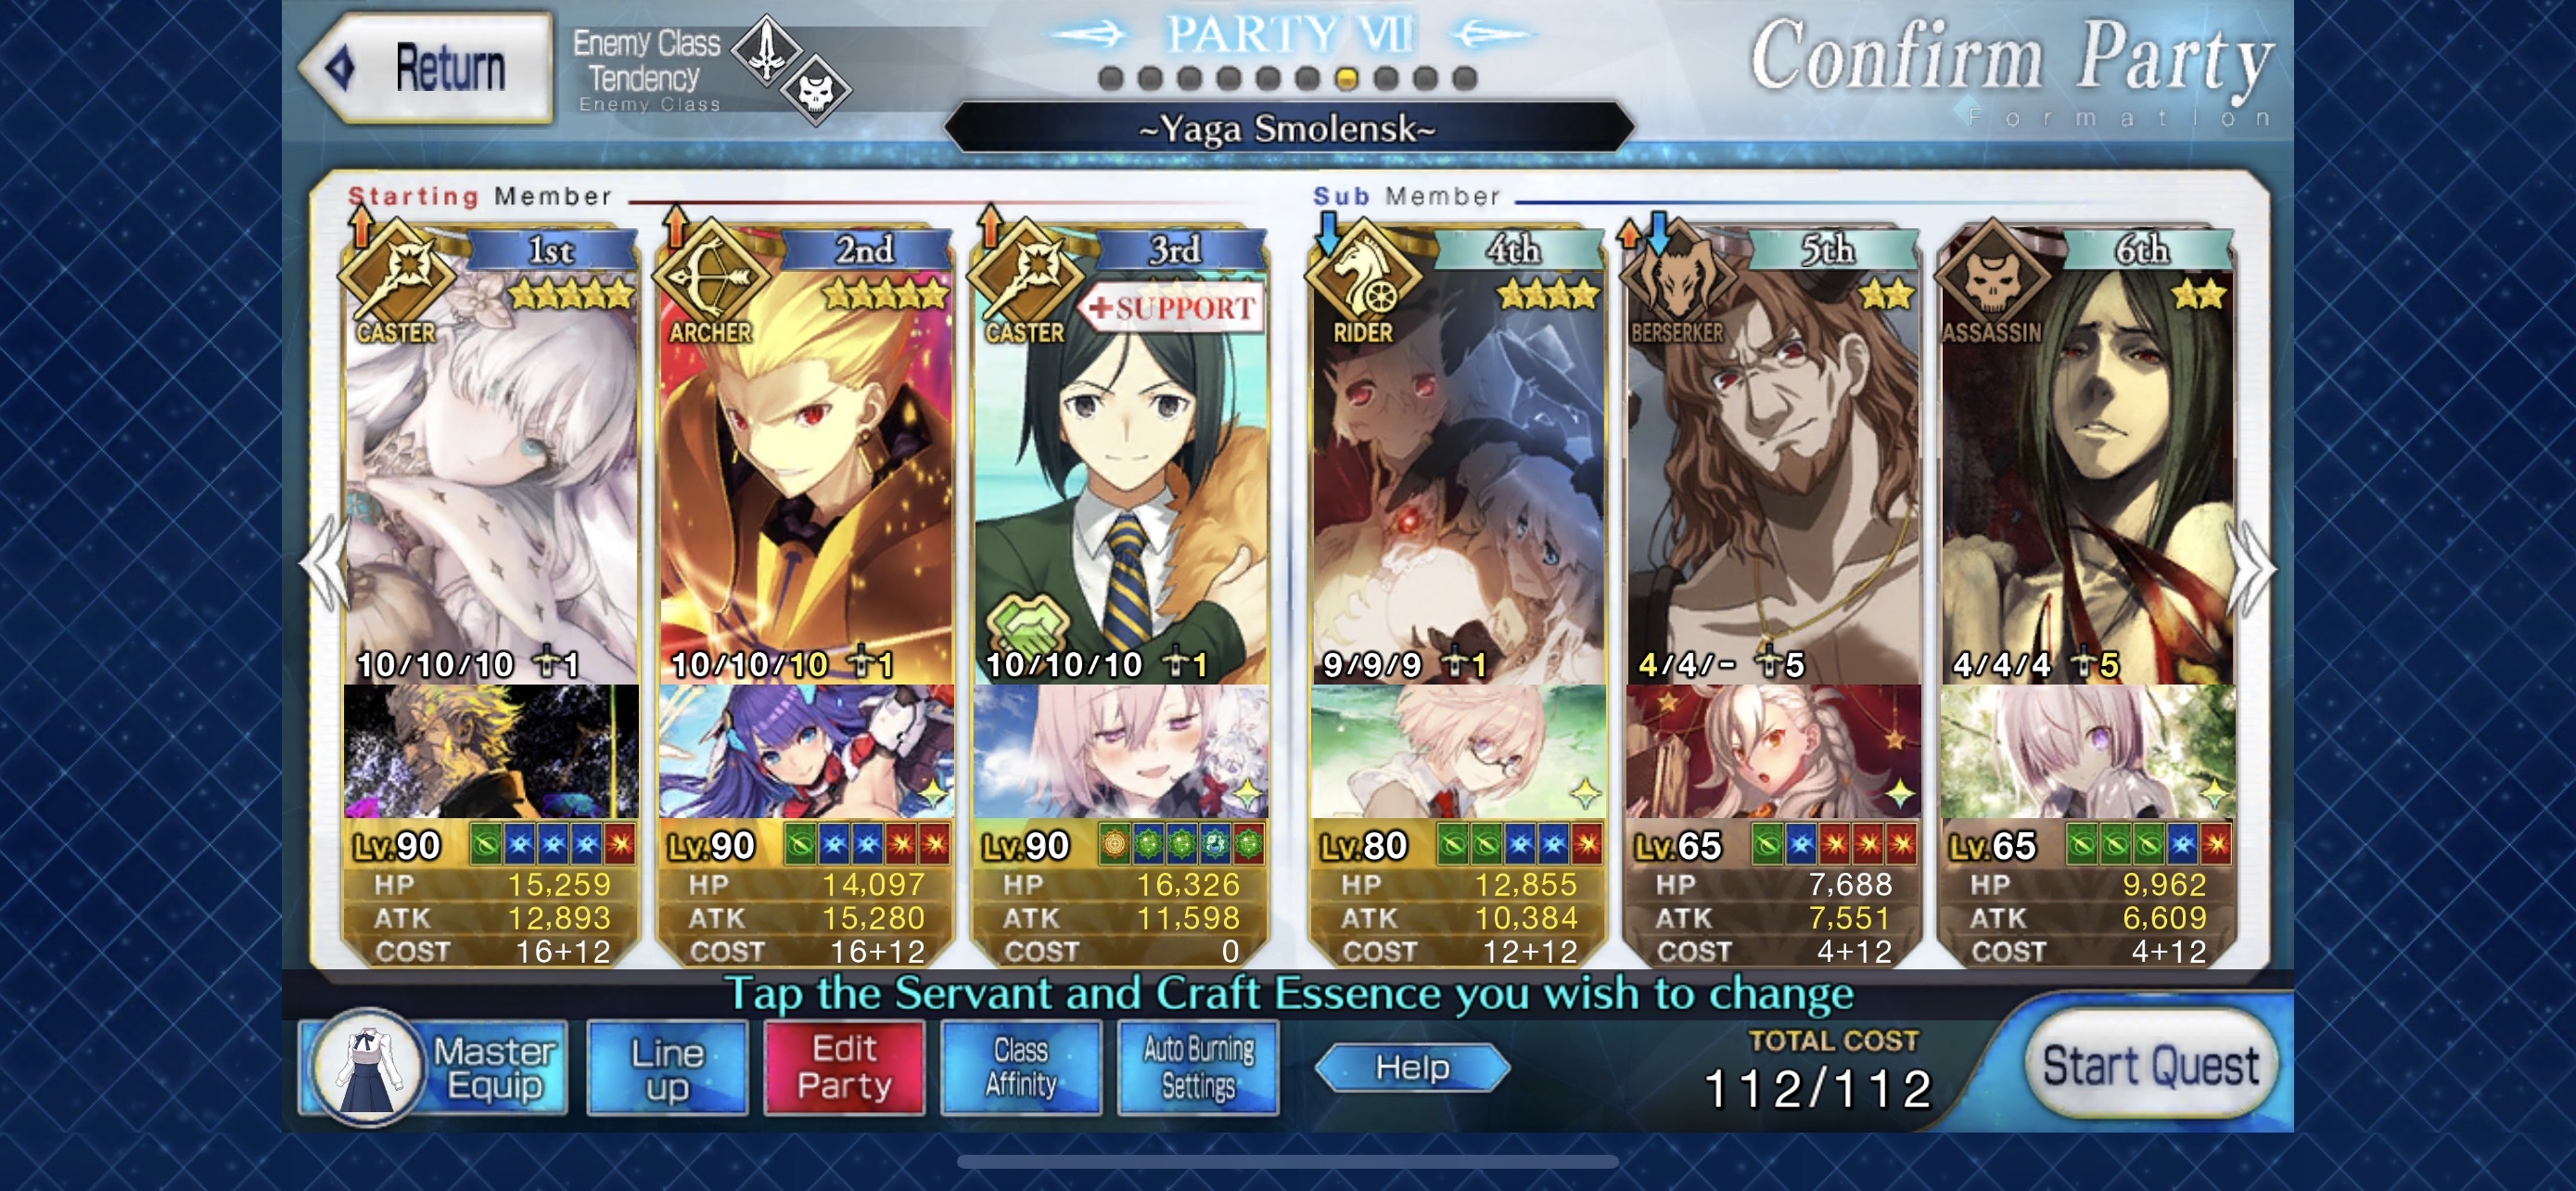 Return
Enemy Class
Tendency
Enemy Class
PARTY VII
~Yaga Smolensk~
Confirm Party
Formation
Starting Member
Sub Member
1st
CASTER
10/10/10 1
Lv.90
HP 15,259
ATK 12,893
COST 16+12
2nd
ARCHER
10/10/10 1
Lv.90
HP 14,097
ATK 15,280
COST 16+12
3rd
+SUPPORT
CASTER
10/10/10 1
Lv.90
HP 16,326
ATK 11,598
COST 0
4th
RIDER
9/9/9 1
Lv.80
HP 12,855
ATK 10,384
COST 12+12
5th
BERSERKER
4/4/- 5
Lv.65
HP 7,688
ATK 7,551
COST 4+12
6th
ASSASSIN
4/4/4 5
Lv.65
HP 9,962
ATK 6,609
COST 4+12
Tap the Servant and Craft Essence you wish to change
Master
Equip
Line
up
Edit
Party
Class
Affinity
Auto Burning
Settings
Help
TOTAL COST
112/112
Start Quest